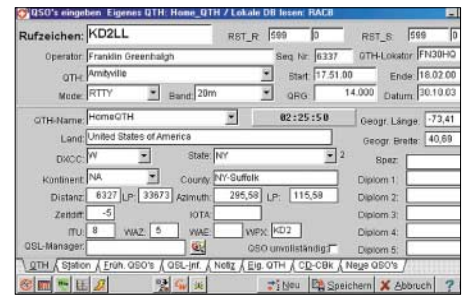 QSO's eingeben Eigenes QTH: Home_QTH / Lokale DB lesen: RACB
Rufzeichen: KD2LL RST_R: 599 0 RST_S: 599 0
Operator: Franklin Greenhalgh Seq. Nr: 6337 QTH-Lokator: FN30HQ
QTH: Amityville Start: 17.51.00 Ende: 18.02.00
Mode: RTTY Band: 20m QRG: 14.000 Datum: 30.10.03
QTH-Name: HomeQTH 02:25:50 Geogr. Länge: -73,41
Land: United States of America Geogr. Breite: 40,69
DXCC: W State: NY 2 Spez:
Kontinent: NA County: NY-Suffolk Diplom 1:
Distanz: 6327 LP: 33673 Azimuth: 295,58 LP: 115,58 Diplom 2:
Zeitdiff: -5 IOTA: Diplom 3:
ITU: 8 WAZ: 5 WAE: WPX: KD2 Diplom 4:
QSL-Manager: QSO unvollständig: Diplom 5:
QTH Station Früh. QSO's QSL-Inf. Notiz Eig. QTH CD-CBk Neue QSO's
Neu Speichern Abbruch ?